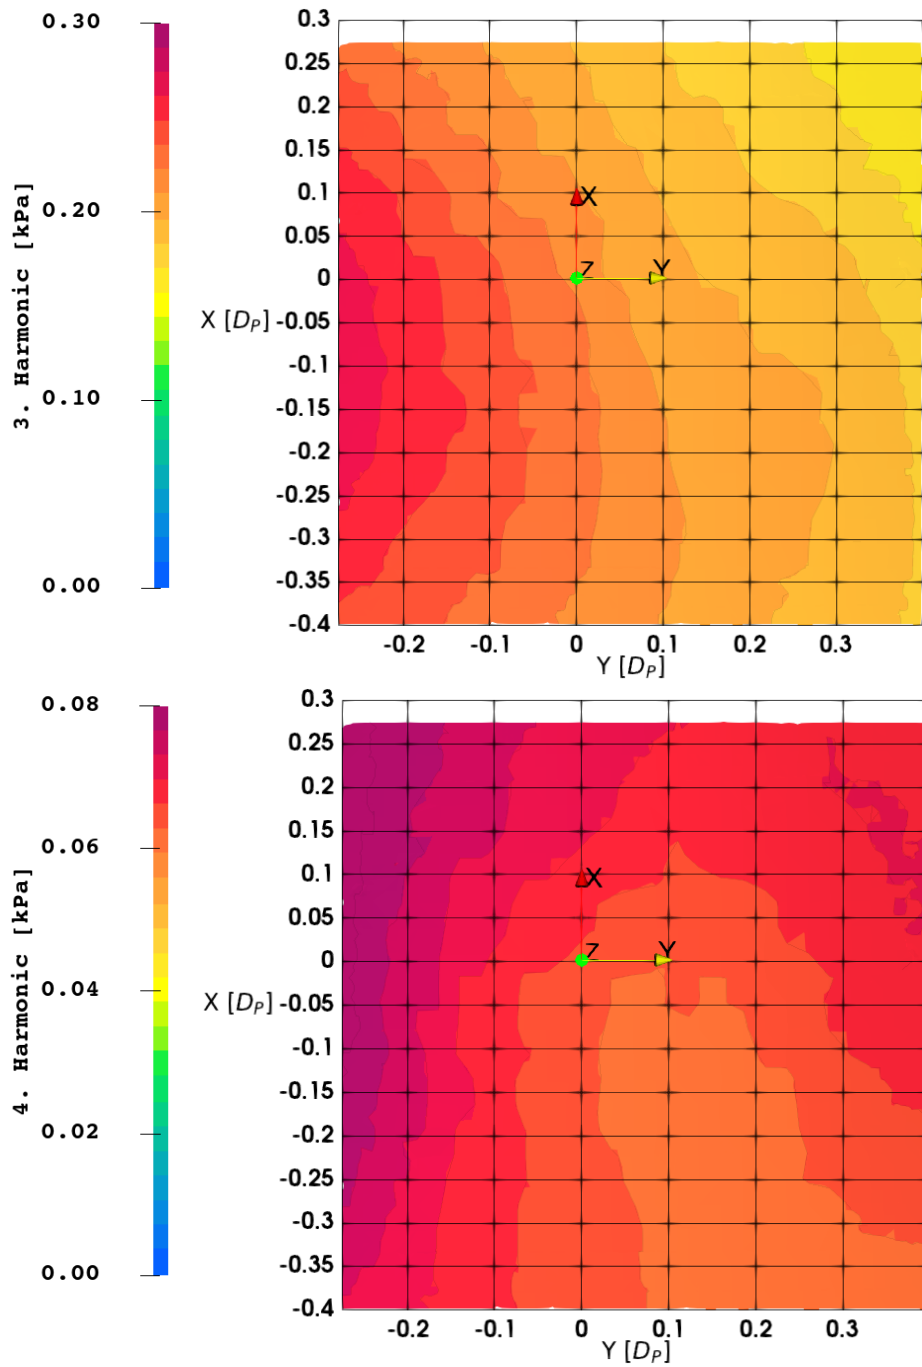 0.30
0.20
0.10
0.00
3. Harmonic [kPa]
0.3
0.25
0.2
0.15
0.1
0.05
0
X [D_P] -0.05
-0.1
-0.15
-0.2
-0.25
-0.3
-0.35
-0.4
X
Z
Y
-0.2 -0.1 0 0.1 0.2 0.3
Y [D_P]
0.08
0.06
0.04
0.02
0.00
4. Harmonic [kPa]
0.3
0.25
0.2
0.15
0.1
0.05
0
X [D_P] -0.05
-0.1
-0.15
-0.2
-0.25
-0.3
-0.35
-0.4
X
Z
Y
-0.2 -0.1 0 0.1 0.2 0.3
Y [D_P]